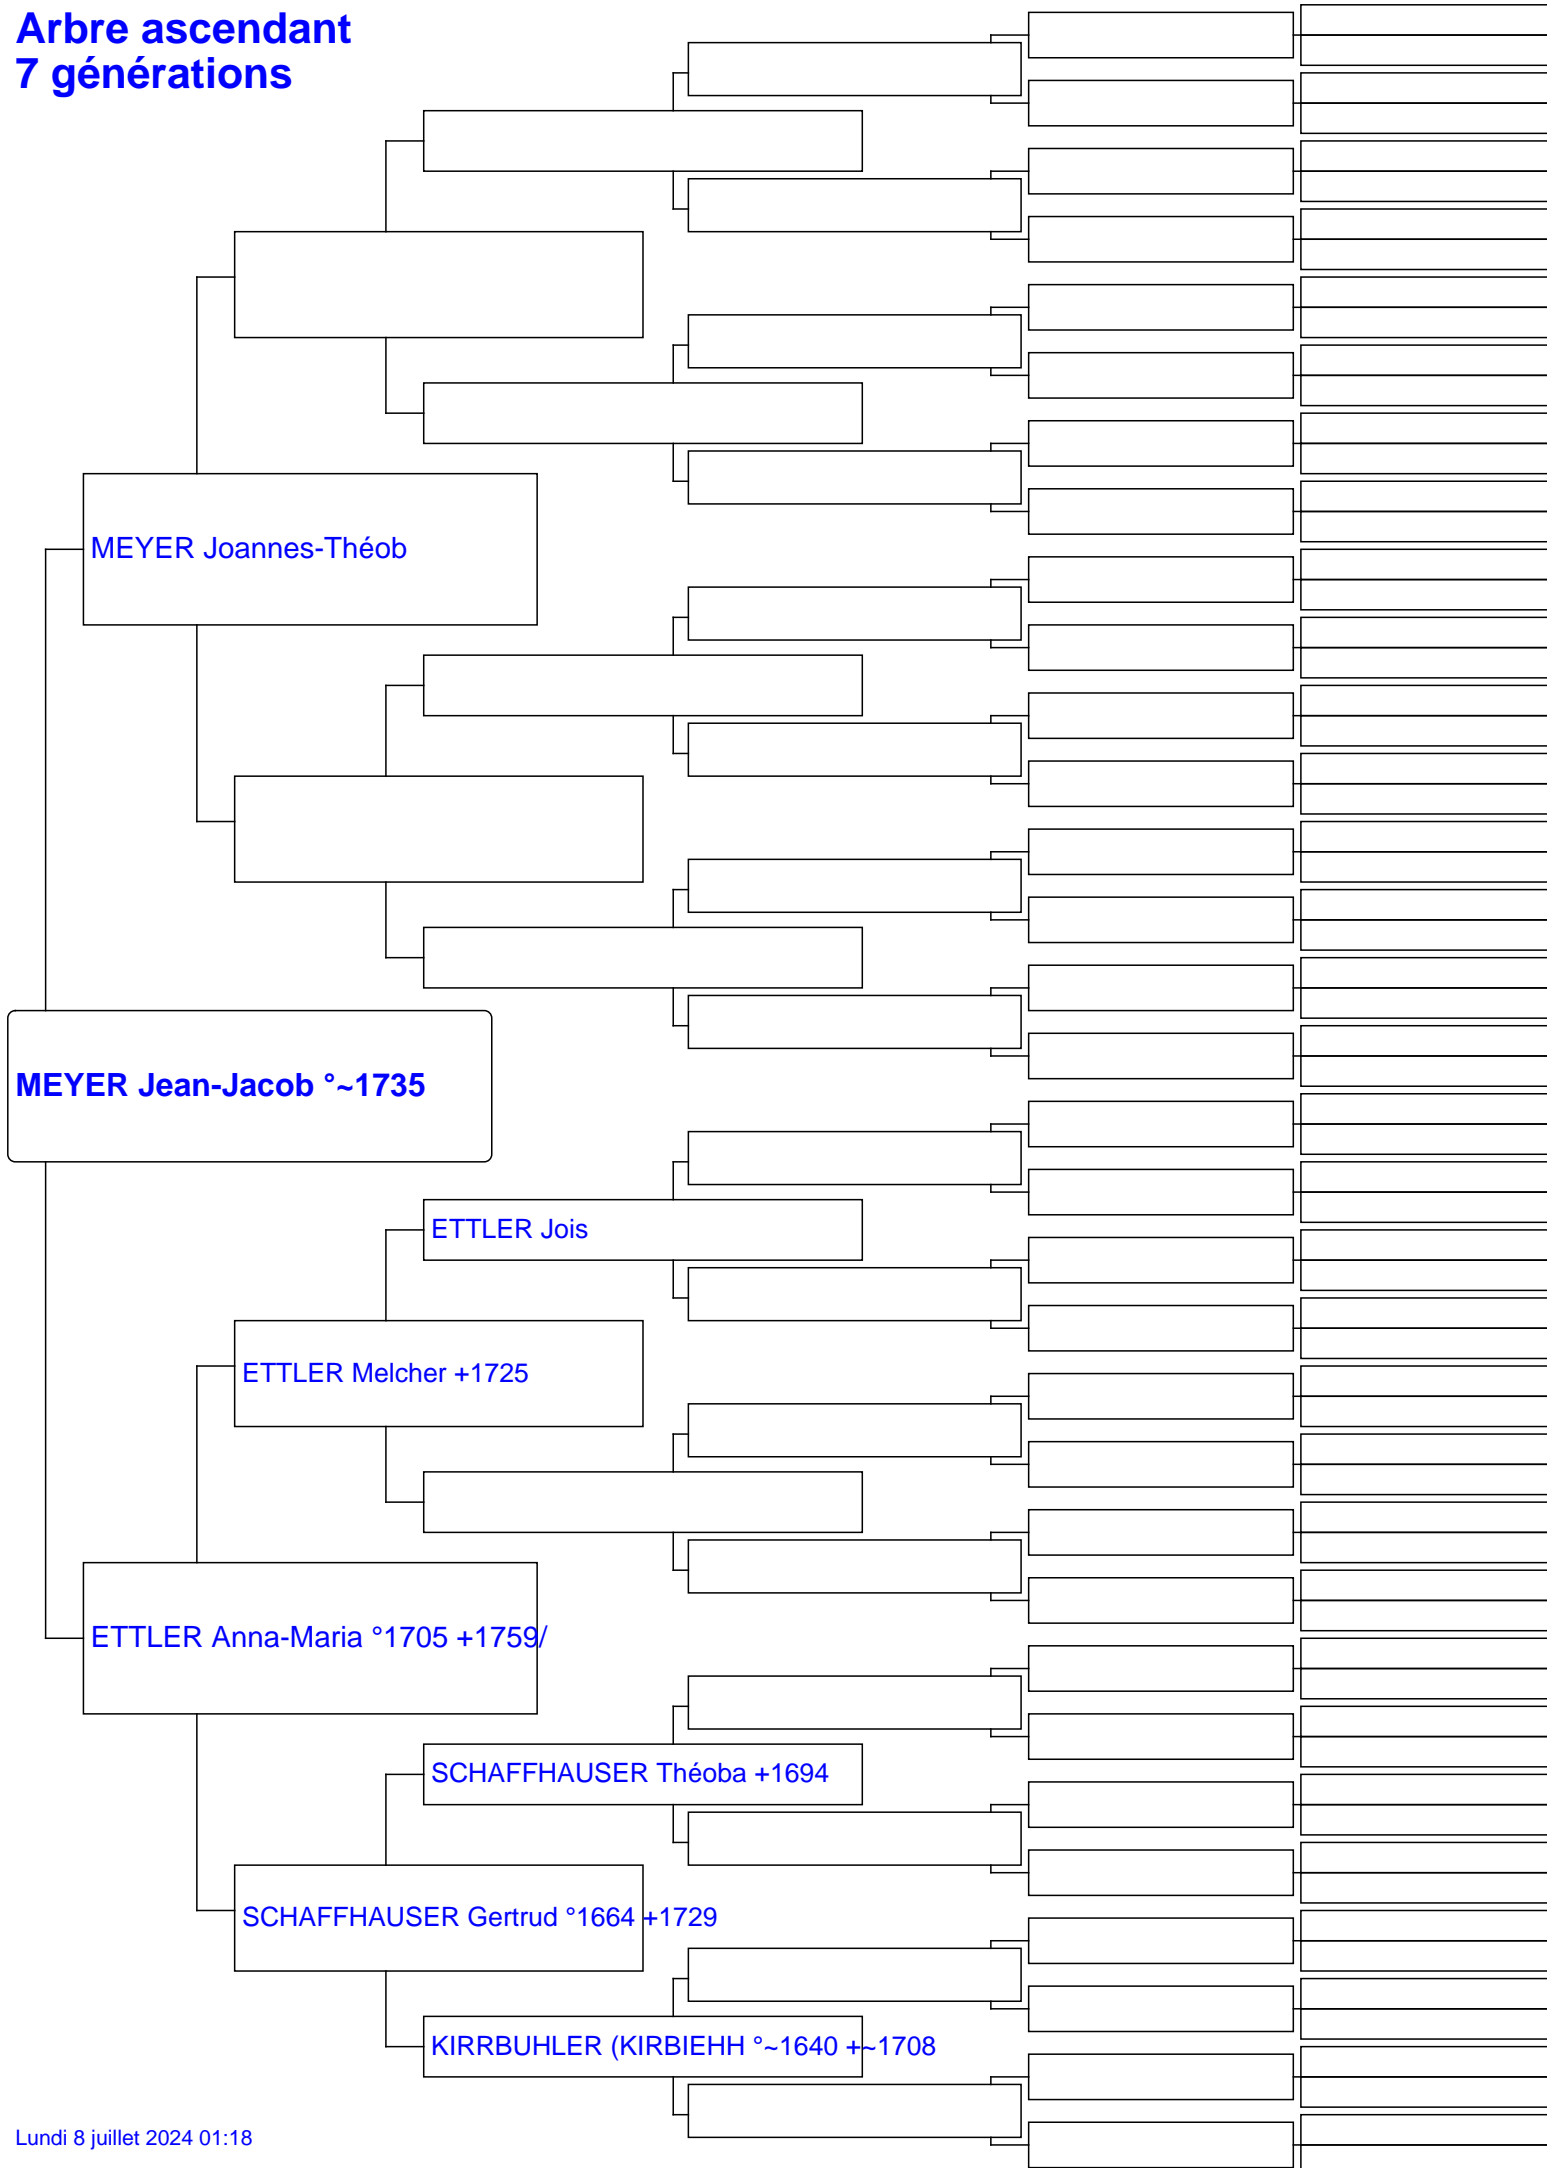 Arbre ascendant
7 générations
MEYER Joannes-Théob
MEYER Jean-Jacob °~1735
ETTLER Jois
ETTLER Melcher +1725
ETTLER Anna-Maria °1705 +1759/
SCHAFFHAUSER Théoba +1694
SCHAFFHAUSER Gertrud °1664 +1729
KIRRBUHLER (KIRBIEHH °~1640 +~1708
Lundi 8 juillet 2024 01:18